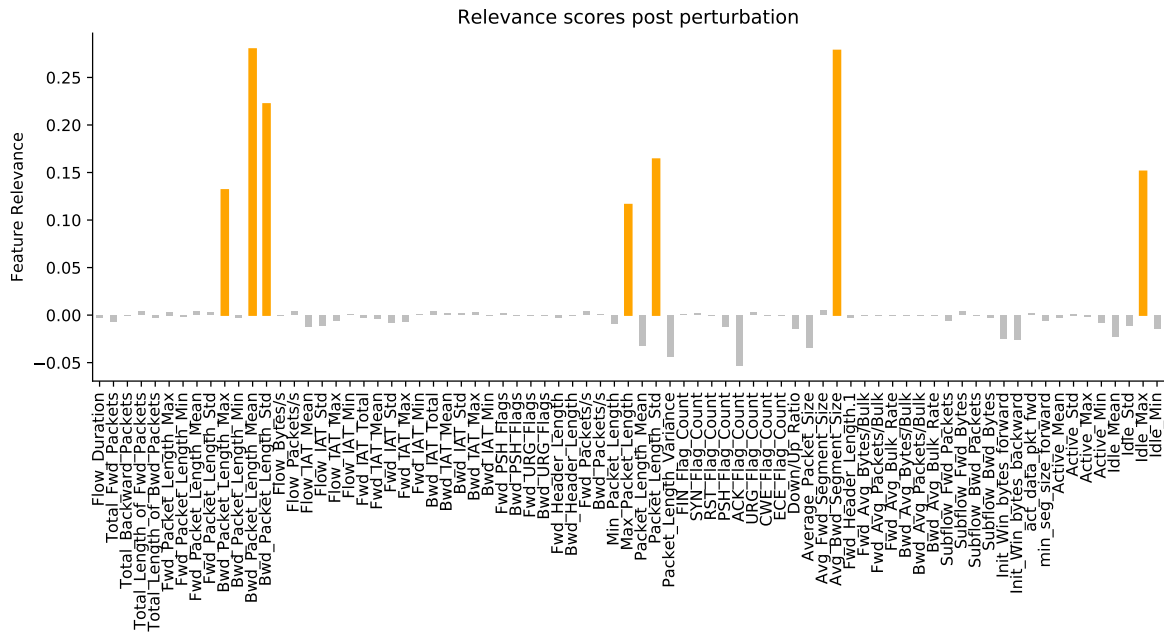 Relevance scores post perturbation
Feature Relevance
0.25
0.20
0.15
0.10
0.05
0.00
−0.05
Flow_Duration
Total_Fwd_Packets
Total_Backward_Packets
Total_Length_of_Fwd_Packets
Total_Length_of_Bwd_Packets
Fwd_Packet_Length_Max
Fwd_Packet_Length_Min
Fwd_Packet_Length_Mean
Fwd_Packet_Length_Std
Bwd_Packet_Length_Max
Bwd_Packet_Length_Min
Bwd_Packet_Length_Mean
Bwd_Packet_Length_Std
Flow_Bytes/s
Flow_Packets/s
Flow_IAT_Mean
Flow_IAT_Std
Flow_IAT_Max
Flow_IAT_Min
Fwd_IAT_Total
Fwd_IAT_Mean
Fwd_IAT_Std
Fwd_IAT_Max
Fwd_IAT_Min
Bwd_IAT_Total
Bwd_IAT_Mean
Bwd_IAT_Std
Bwd_IAT_Max
Bwd_IAT_Min
Fwd_PSH_Flags
Bwd_PSH_Flags
Fwd_URG_Flags
Bwd_URG_Flags
Fwd_Header_Length
Bwd_Header_Length
Fwd_Packets/s
Bwd_Packets/s
Min_Packet_Length
Max_Packet_Length
Packet_Length_Mean
Packet_Length_Std
Packet_Length_Variance
FIN_Flag_Count
SYN_Flag_Count
RST_Flag_Count
PSH_Flag_Count
ACK_Flag_Count
URG_Flag_Count
CWE_Flag_Count
ECE_Flag_Count
Down/Up_Ratio
Average_Packet_Size
Avg_Fwd_Segment_Size
Avg_Bwd_Segment_Size
Fwd_Header_Length.1
Fwd_Avg_Bytes/Bulk
Fwd_Avg_Packets/Bulk
Fwd_Avg_Bulk_Rate
Bwd_Avg_Bytes/Bulk
Bwd_Avg_Packets/Bulk
Bwd_Avg_Bulk_Rate
Subflow_Fwd_Packets
Subflow_Fwd_Bytes
Subflow_Bwd_Packets
Subflow_Bwd_Bytes
Init_Win_bytes_forward
Init_Win_bytes_backward
act_data_pkt_fwd
min_seg_size_forward
Active_Mean
Active_Std
Active_Max
Active_Min
Idle_Mean
Idle_Std
Idle_Max
Idle_Min